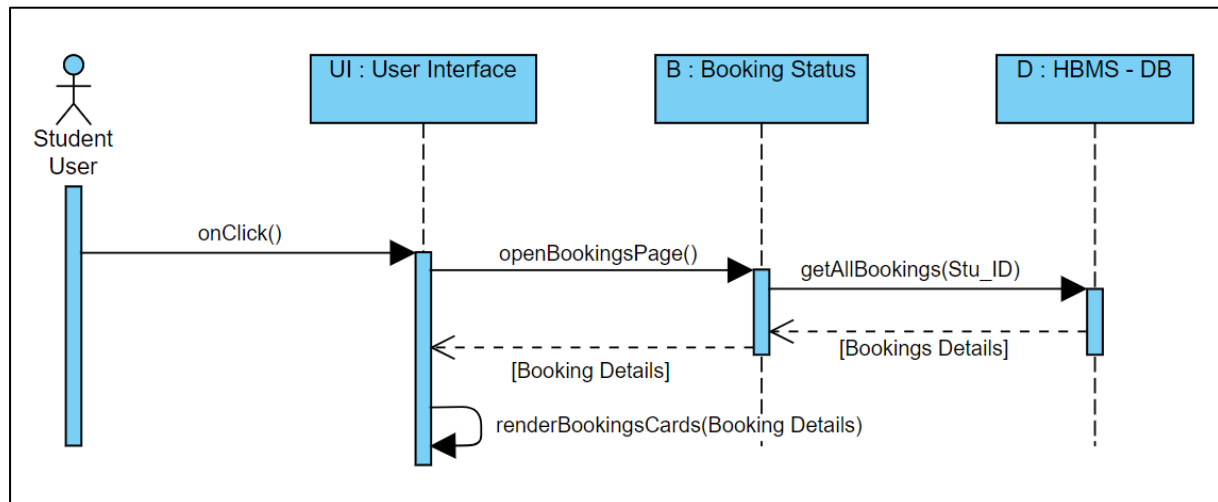 UI : User Interface
B : Booking Status
D : HBMS - DB
Student
User
onClick()
openBookingsPage()
getAllBookings(Stu_ID)
[Bookings Details]
[Booking Details]
renderBookingsCards(Booking Details)